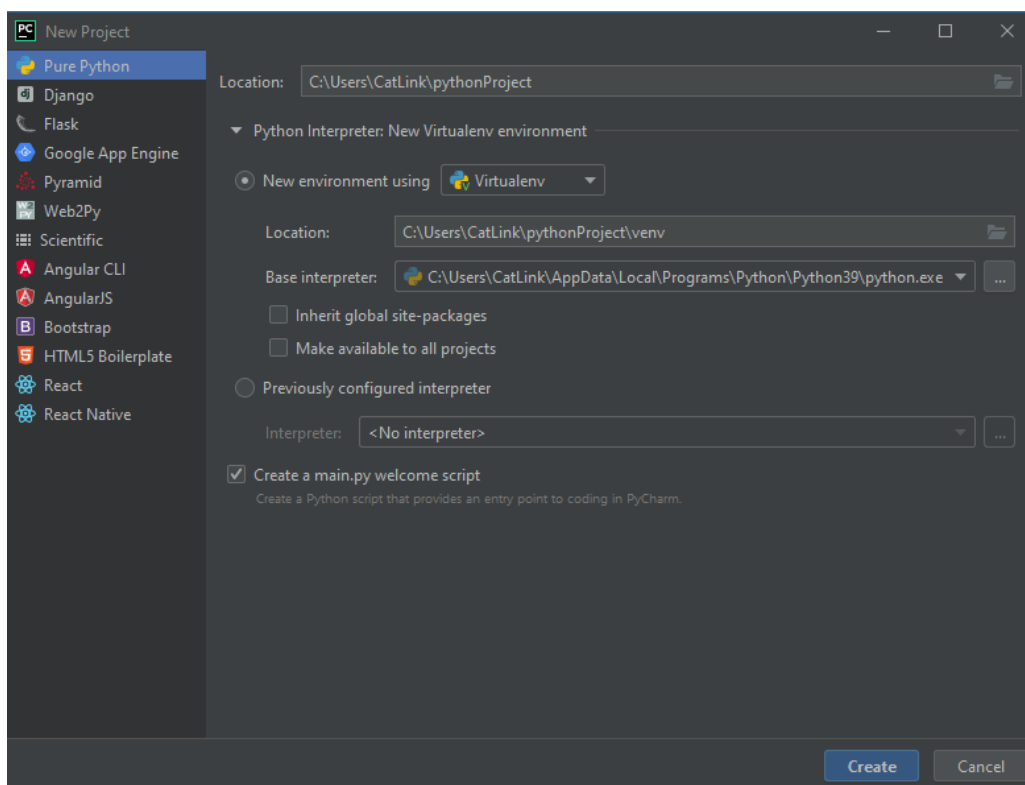 PC New Project
Pure Python
dj Django
Flask
Google App Engine
Pyramid
W2 PY Web2Py
Scientific
A Angular CLI
A AngularJS
B Bootstrap
5 HTML5 Boilerplate
React
React Native
Location: C:\Users\CatLink\pythonProject
Python Interpreter: New Virtualenv environment
New environment using V Virtualenv
Location: C:\Users\CatLink\pythonProject\venv
Base interpreter: C:\Users\CatLink\AppData\Local\Programs\Python\Python39\python.exe ...
Inherit global site-packages
Make available to all projects
Previously configured interpreter
Interpreter: <No interpreter> ...
Create a main.py welcome script
Create a Python script that provides an entry point to coding in PyCharm.
Create Cancel